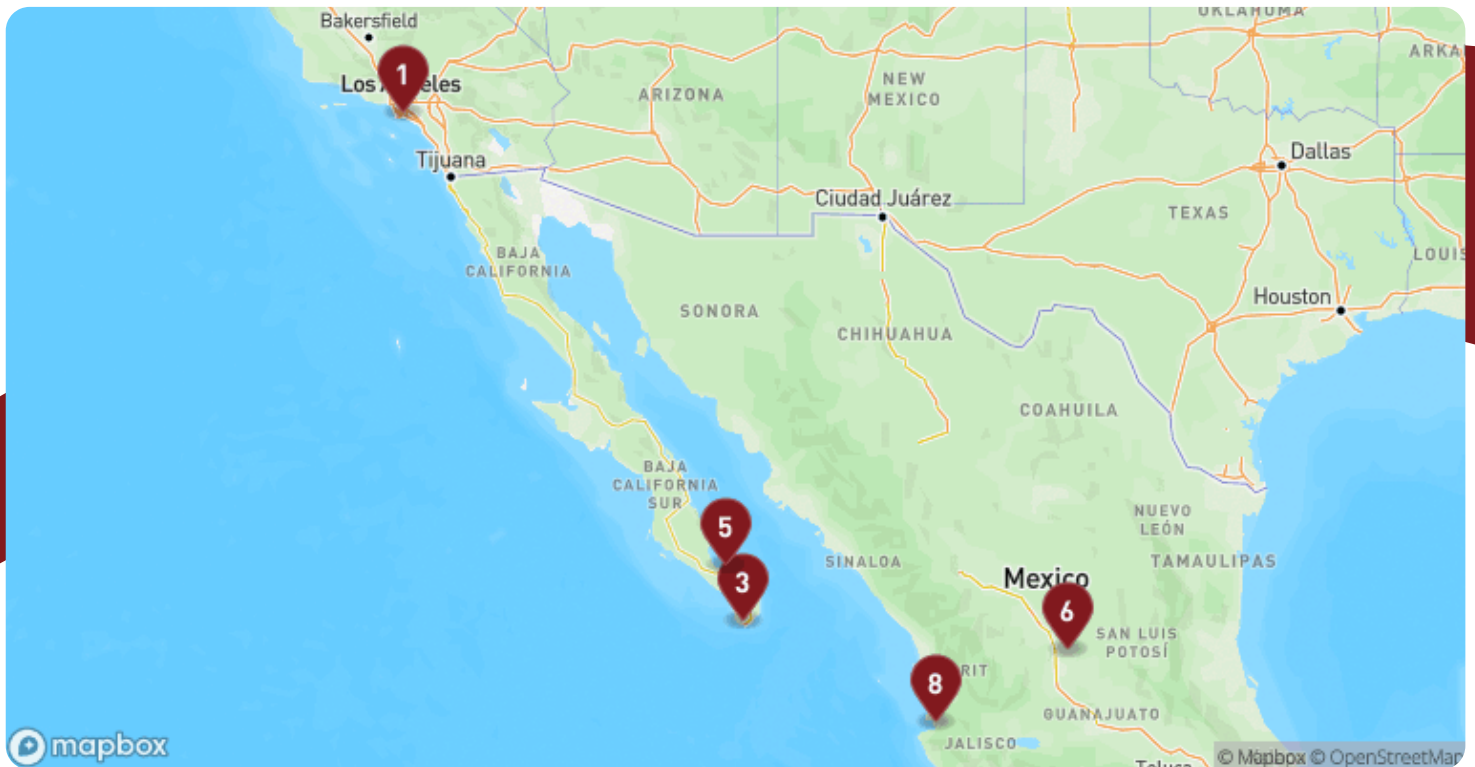 Bakersfield
OKLAHOMA
ARKA
1
Los A eles
ARIZONA
NEW
MEXICO
Tijuana
Dallas
Ciudad Juárez
TEXAS
BAJA
CALIFORNIA
LOUIS
SONORA
Houston
CHIHUAHUA
COAHUILA
BAJA
CALIFORNIA
SUR
5
NUEVO
LEÓN
SINALOA
TAMAULIPAS
3
Mexico
6
SAN LUIS
POTOSÍ
8
RIT
GUANAJUATO
JALISCO
mapbox
© Mapbox © OpenStreetMap